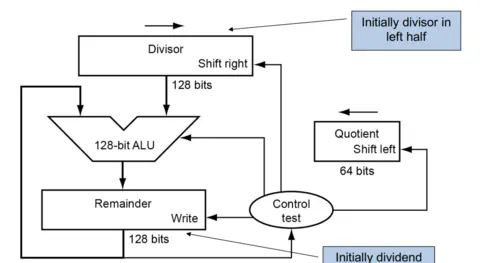 Initially divisor in
left half
Divisor
Shift right
128 bits
Quotient
Shift left
64 bits
128-bit ALU
Remainder
Write
Control
test
128 bits
Initially dividend